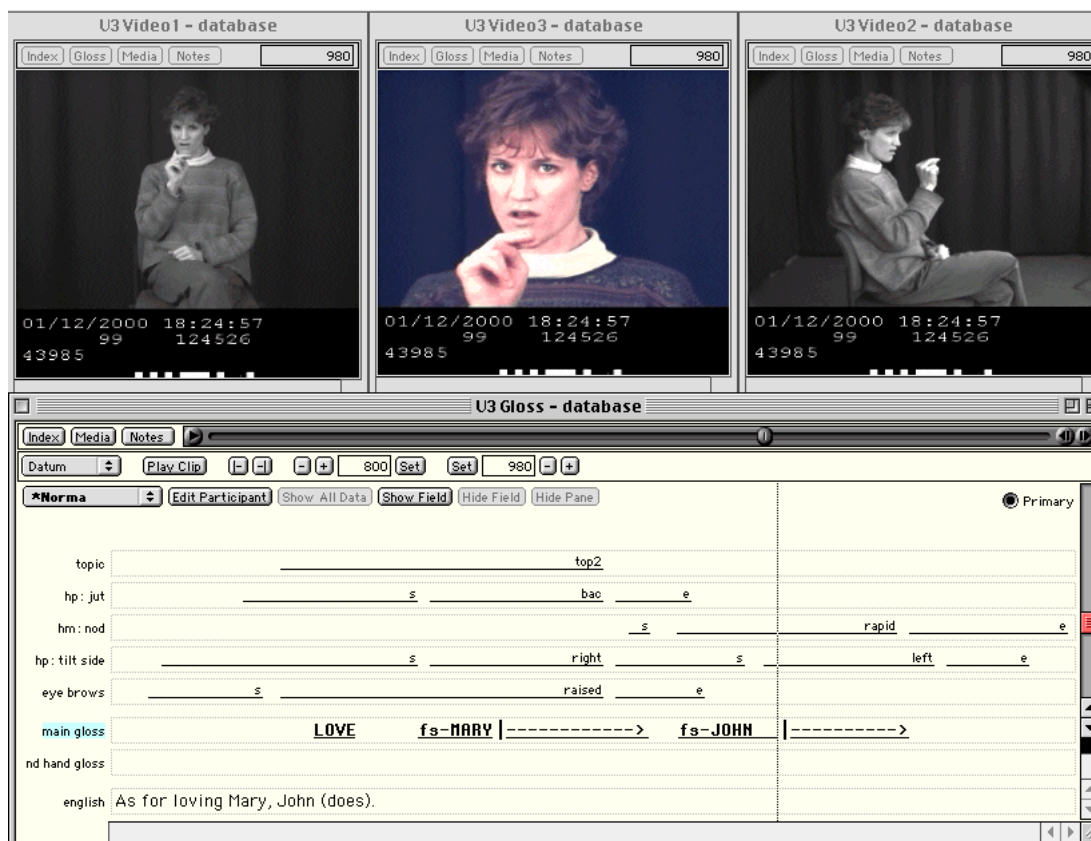 U3 Video1 - database
U3 Video3 - database
U3 Video2 - database
Index Gloss Media Notes 980
Index Gloss Media Notes 980
Index Gloss Media Notes 980
01/12/2000 18:24:57
99 124526
43985
01/12/2000 18:24:57
99 124526
43985
01/12/2000 18:24:57
99 124526
43985
U3 Gloss - database
Index Media Notes
Datum Play Clip |- -| - + 800 Set Set 980 - +
*Norma Edit Participant Show All Data Show Field Hide Field Hide Pane Primary
topic top2
hp: jut s bac e
hm: nod s rapid e
hp: tilt side s right s left e
eye brows s raised e
main gloss LOVE fs-MARY |------------> fs-JOHN |---------->
nd hand gloss
english As for loving Mary, John (does).